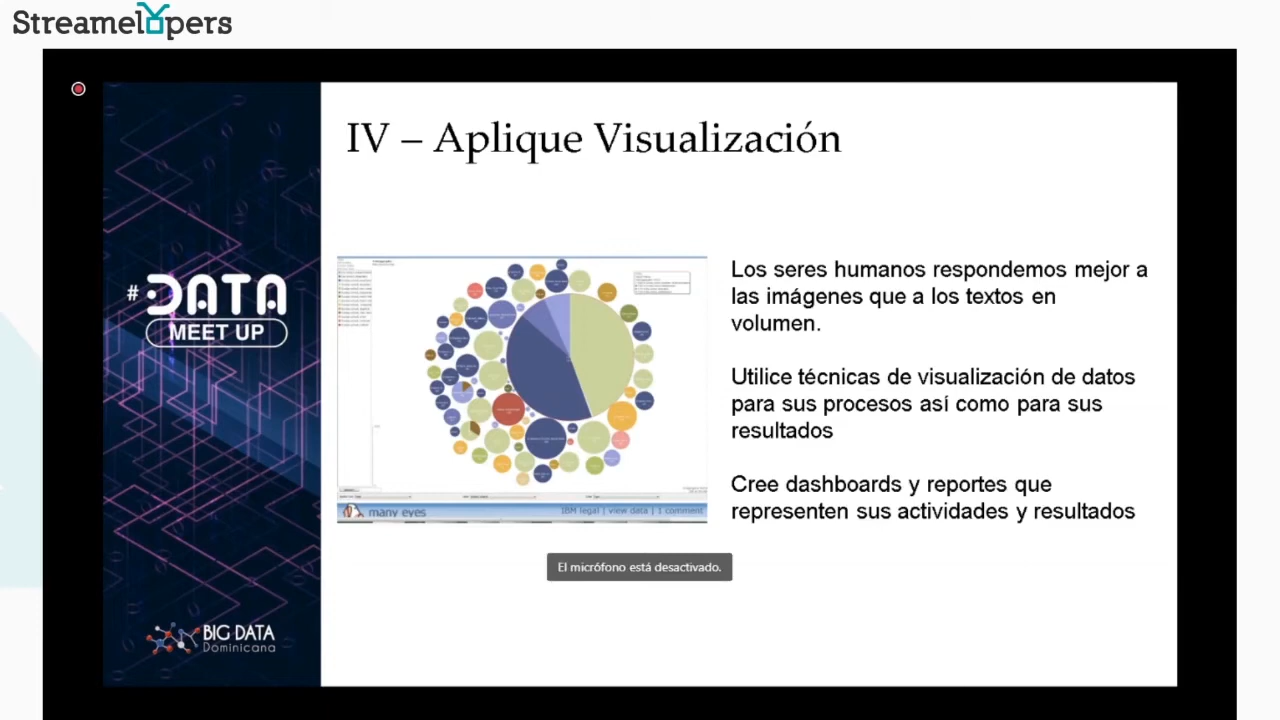 Streamelopers
IV – Aplique Visualización
# DATA
MEET UP
Los seres humanos respondemos mejor a
las imágenes que a los textos en
volumen.
Utilice técnicas de visualización de datos
para sus procesos así como para sus
resultados
Cree dashboards y reportes que
representen sus actividades y resultados
many eyes
IBM legal | view data | 1 comment
El micrófono está desactivado.
BIG DATA
Dominicana